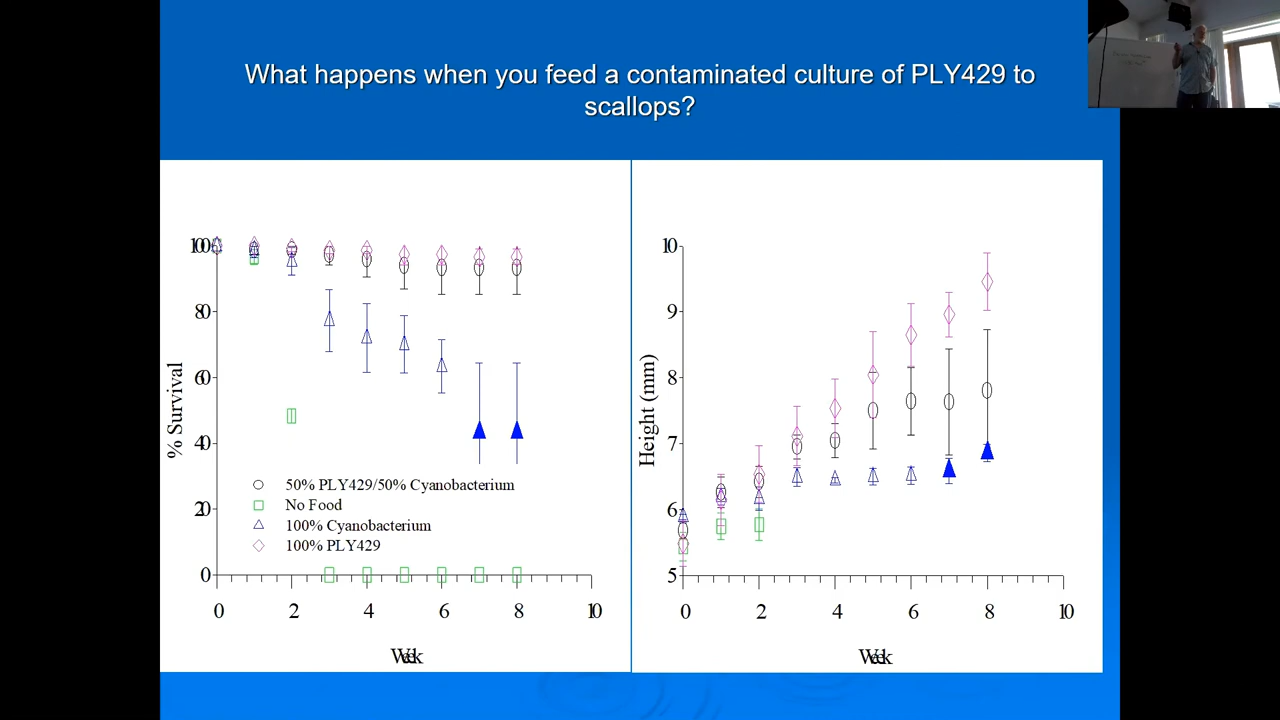 What happens when you feed a contaminated culture of PLY429 to
scallops?
100
80
60
40
20
0
% Survival
50% PLY429/50% Cyanobacterium
No Food
100% Cyanobacterium
100% PLY429
0 2 4 6 8 10
Week
10
9
8
7
6
5
Height (mm)
0 2 4 6 8 10
Week